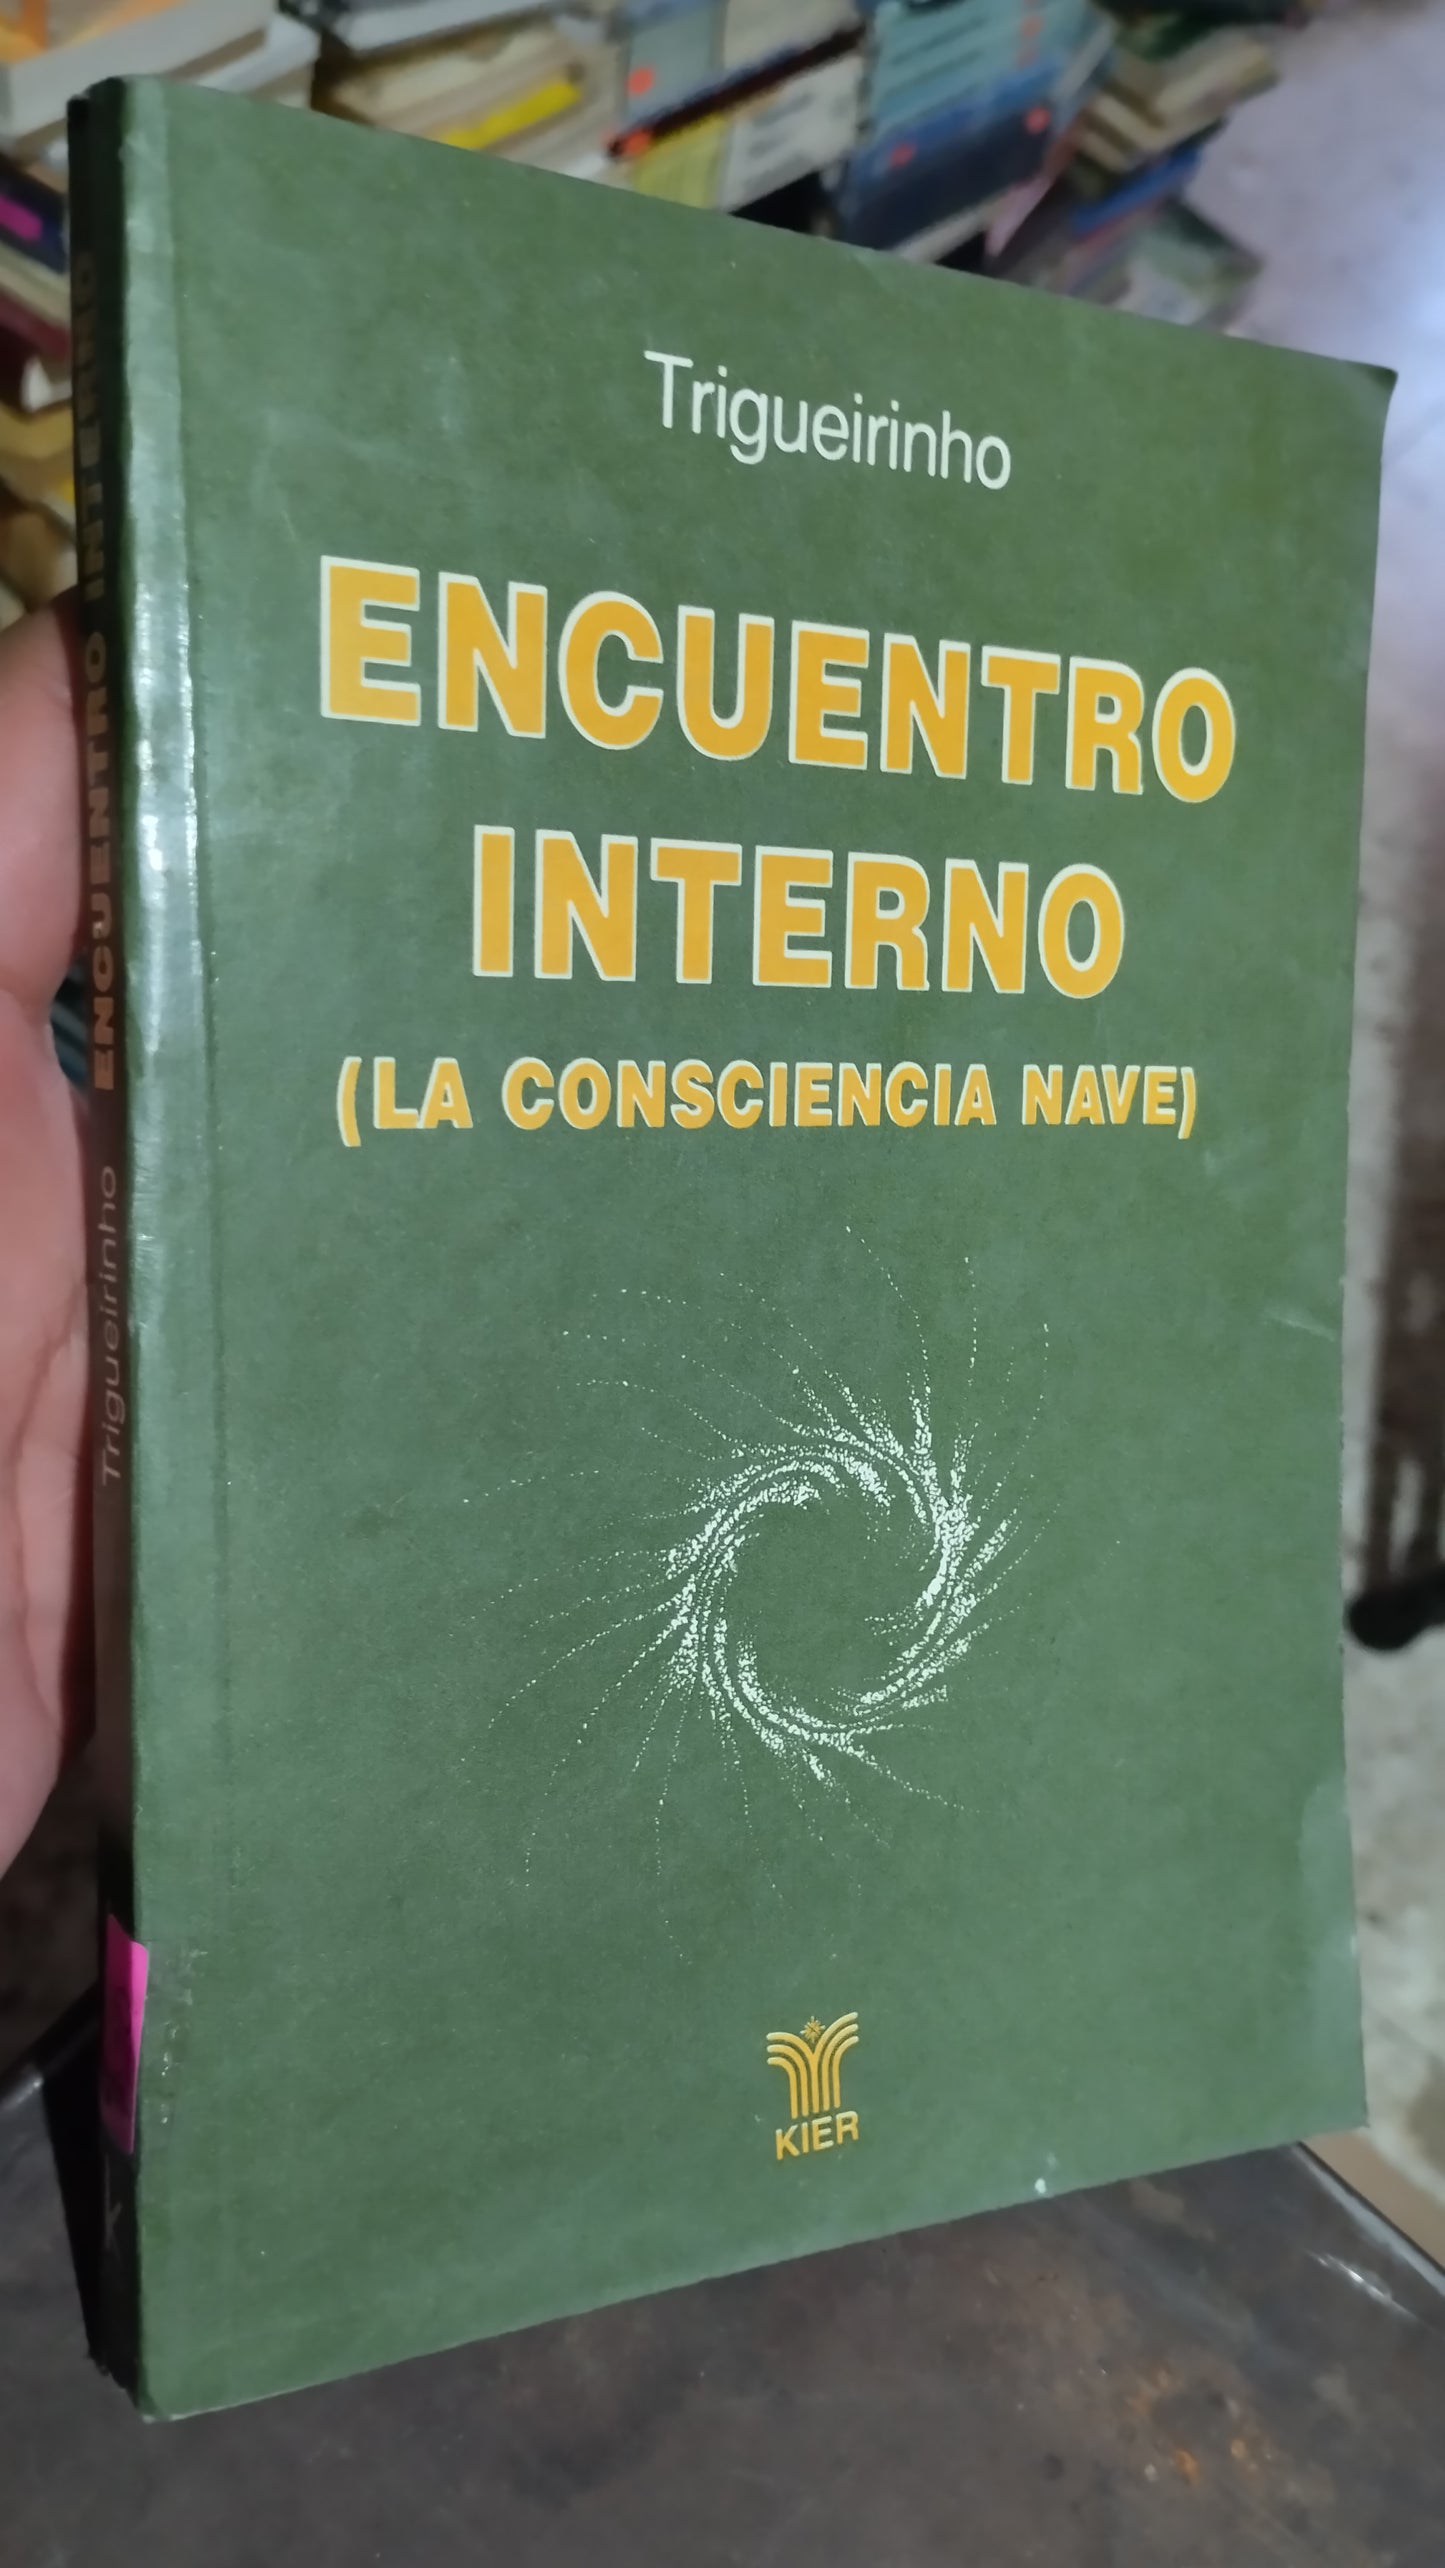 Trigueirinho
ENCUENTRO
INTERNO
(LA CONSCIENCIA NAVE)
KIER
Trigueirinho ENCUENTRO INTERNO